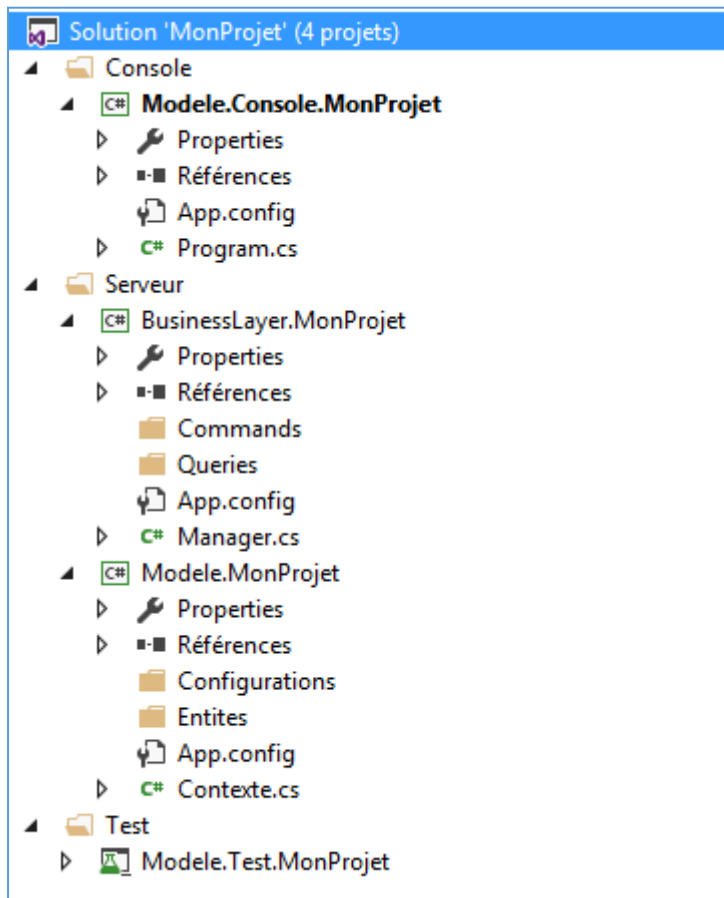 Solution 'MonProjet' (4 projets)
Console
C# Modele.Console.MonProjet
Properties
Références
App.config
C# Program.cs
Serveur
C# BusinessLayer.MonProjet
Properties
Références
Commands
Queries
App.config
C# Manager.cs
C# Modele.MonProjet
Properties
Références
Configurations
Entites
App.config
C# Contexte.cs
Test
Modele.Test.MonProjet